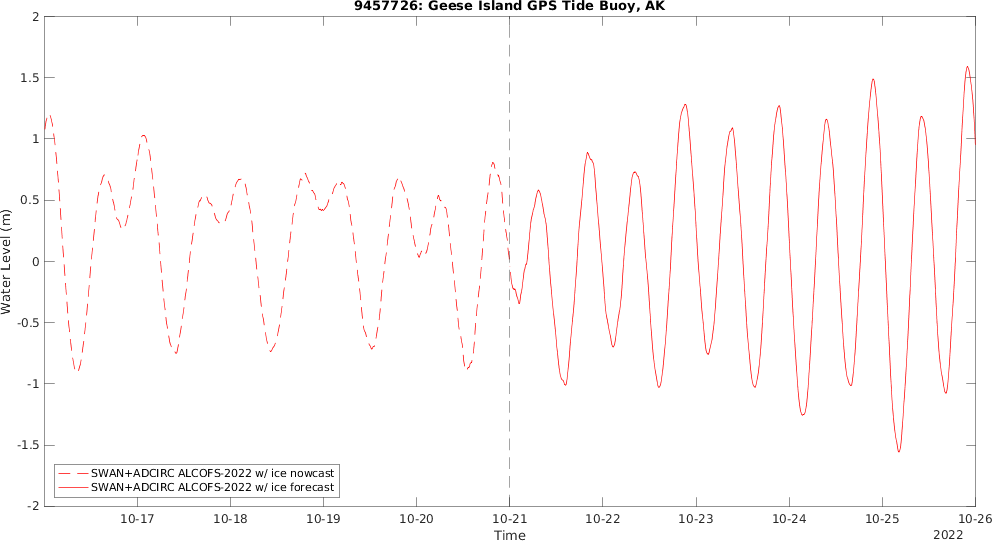 9457726: Geese Island GPS Tide Buoy, AK
2
1.5
1
0.5
0
-0.5
-1
-1.5
-2
Water Level (m)
SWAN+ADCIRC ALCOFS-2022 w/ ice nowcast
SWAN+ADCIRC ALCOFS-2022 w/ ice forecast
10-17 10-18 10-19 10-20 10-21 10-22 10-23 10-24 10-25 10-26
Time
2022